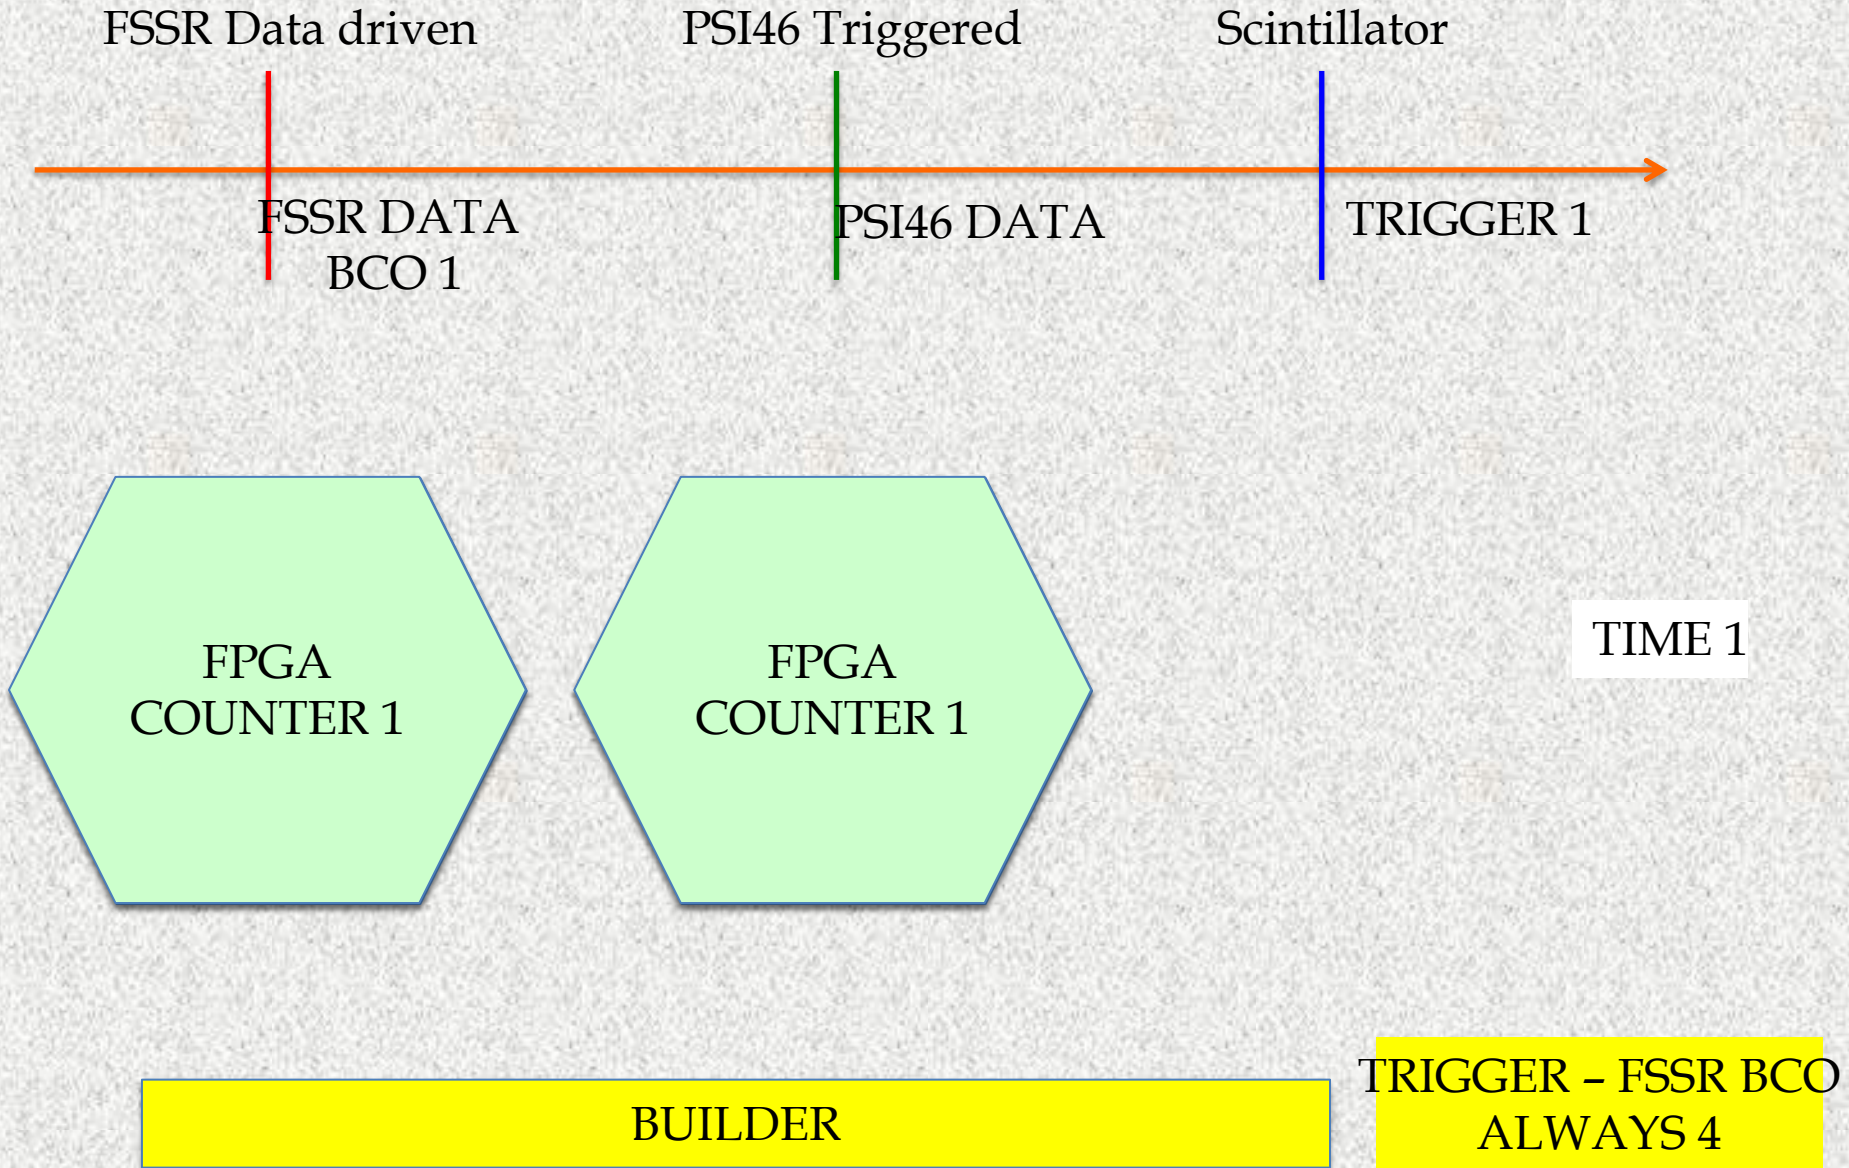 FSSR Data driven
PSI46 Triggered
Scintillator
FSSR DATA
BCO 1
PSI46 DATA
TRIGGER 1
FPGA
COUNTER 1
FPGA
COUNTER 1
TIME 1
BUILDER
TRIGGER – FSSR BCO
ALWAYS 4